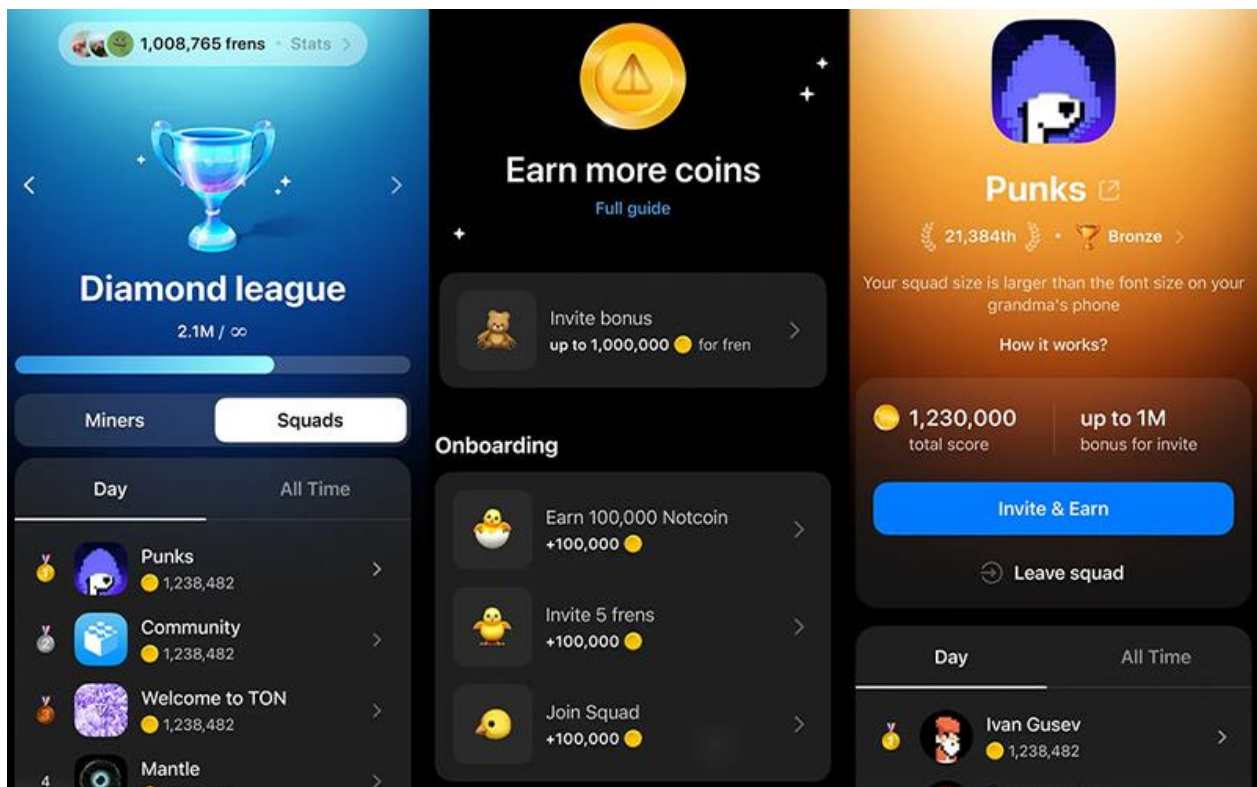 1,008,765 frens · Stats >
Diamond league
2.1M / ∞
Miners
Squads
Day
All Time
1
Punks
1,238,482
2
Community
1,238,482
3
Welcome to TON
1,238,482
4
Mantle
Earn more coins
Full guide
Invite bonus
up to 1,000,000 for fren
Onboarding
Earn 100,000 Notcoin
+100,000
Invite 5 frens
+100,000
Join Squad
+100,000
Punks
21,384th · Bronze >
Your squad size is larger than the font size on your
grandma's phone
How it works?
1,230,000
total score
up to 1M
bonus for invite
Invite & Earn
Leave squad
Day
All Time
1
Ivan Gusev
1,238,482